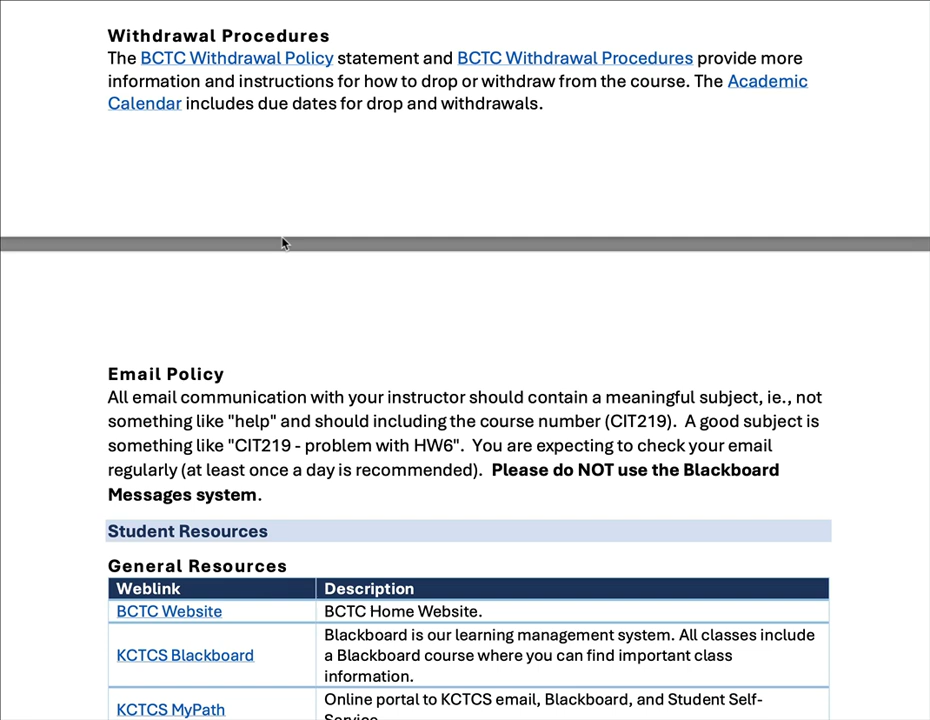 Withdrawal Procedures
The BCTC Withdrawal Policy statement and BCTC Withdrawal Procedures provide more
information and instructions for how to drop or withdraw from the course. The Academic
Calendar includes due dates for drop and withdrawals.
Email Policy
All email communication with your instructor should contain a meaningful subject, ie., not
something like "help" and should including the course number (CIT219).  A good subject is
something like "CIT219 - problem with HW6".  You are expecting to check your email
regularly (at least once a day is recommended).  Please do NOT use the Blackboard
Messages system.
Student Resources
General Resources
Weblink Description
BCTC Website BCTC Home Website.
KCTCS Blackboard Blackboard is our learning management system. All classes include
a Blackboard course where you can find important class
information.
KCTCS MyPath Online portal to KCTCS email, Blackboard, and Student Self-
Service